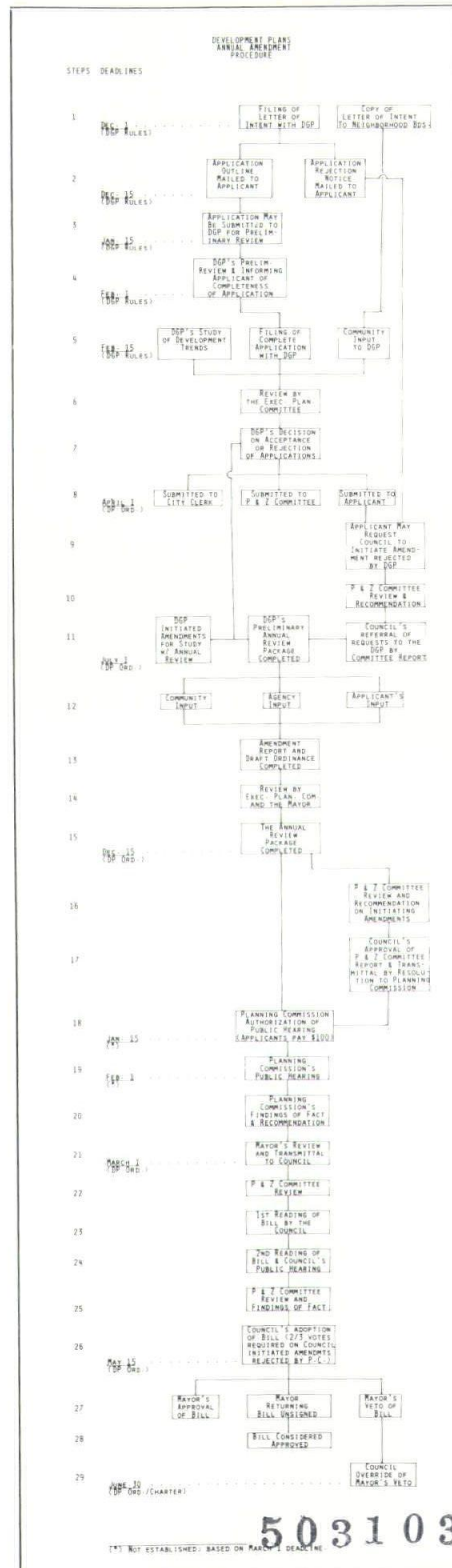 DEVELOPMENT PLANS
ANNUAL AMENDMENT
PROCEDURE
STEPS DEADLINES
1
FILING OF
LETTER OF
INTENT WITH DGP
COPY OF
LETTER OF INTENT
TO NEIGHBORHOOD BDS.
DEC. 1
(DGP RULES)
2
APPLICATION
OUTLINE
MAILED TO
APPLICANT
APPLICATION
REJECTION
NOTICE
MAILED TO
APPLICANT
DEC. 15
(DGP RULES)
3
APPLICATION MAY
BE SUBMITTED TO
DGP FOR PRELIM-
INARY REVIEW
JAN. 15
(DGP RULES)
4
DGP'S PRELIM-
REVIEW & INFORMING
APPLICANT OF
COMPLETENESS
OF APPLICATION
FEB. 1
(DGP RULES)
5
DGP'S STUDY
OF DEVELOPMENT
TRENDS
FILING OF
COMPLETE
APPLICATION
WITH DGP
COMMUNITY
INPUT
TO DGP
FEB. 15
(DGP RULES)
6
REVIEW BY
THE EXEC. PLAN.
COMMITTEE
7
DGP'S DECISION
ON ACCEPTANCE
OR REJECTION
OF APPLICATIONS
8
SUBMITTED TO
CITY CLERK
SUBMITTED TO
P & Z COMMITTEE
SUBMITTED TO
APPLICANT
APRIL 1
(DP ORD.)
9
APPLICANT MAY
REQUEST
COUNCIL TO
INITIATE AMEND-
MENT REJECTED
BY DGP
10
P & Z COMMITTEE
REVIEW &
RECOMMENDATION
11
DGP
INITIATED
AMENDMENTS
FOR STUDY
W/ ANNUAL
REVIEW
DGP'S
PRELIMINARY
ANNUAL
REVIEW
PACKAGE
COMPLETED
COUNCIL'S
REFERRAL OF
REQUESTS TO THE
DGP BY
COMMITTEE REPORT
JULY 1
(DP ORD.)
12
COMMUNITY
INPUT
AGENCY
INPUT
APPLICANT'S
INPUT
13
AMENDMENT
REPORT AND
DRAFT ORDINANCE
COMPLETED
14
REVIEW BY
EXEC. PLAN. COM.
AND THE MAYOR
15
THE ANNUAL
REVIEW
PACKAGE
COMPLETED
DEC. 15
(DP ORD.)
16
P & Z COMMITTEE
REVIEW AND
RECOMMENDATION
ON INITIATING
AMENDMENTS
17
COUNCIL'S
APPROVAL OF
P & Z COMMITTEE
REPORT & TRANS-
MITTAL BY RESOLU-
TION TO PLANNING
COMMISSION
18
PLANNING COMMISSION
AUTHORIZATION OF
PUBLIC HEARING
(APPLICANTS PAY $100)
JAN. 15
(*)
19
PLANNING
COMMISSION'S
PUBLIC HEARING
FEB. 1
(*)
20
PLANNING
COMMISSION'S
FINDINGS OF FACT
& RECOMMENDATION
21
MAYOR'S REVIEW
AND TRANSMITTAL
TO COUNCIL
MARCH 1
(DP ORD.)
22
P & Z COMMITTEE
REVIEW
23
1ST READING OF
BILL BY THE
COUNCIL
24
2ND READING OF
BILL & COUNCIL'S
PUBLIC HEARING
25
P & Z COMMITTEE
REVIEW AND
FINDINGS OF FACT
26
COUNCIL'S ADOPTION
OF BILL (2/3 VOTES
REQUIRED ON COUNCIL
INITIATED AMENDMTS
REJECTED BY P.C.)
MAY 15
(DP ORD.)
27
MAYOR'S
APPROVAL
OF BILL
MAYOR
RETURNING
BILL UNSIGNED
MAYOR'S
VETO OF
BILL
28
BILL CONSIDERED
APPROVED
29
COUNCIL
OVERRIDE OF
MAYOR'S VETO
JUNE 30
(DP ORD./CHARTER)
(*) NOT ESTABLISHED: BASED ON MARCH 1 DEADLINE
503103